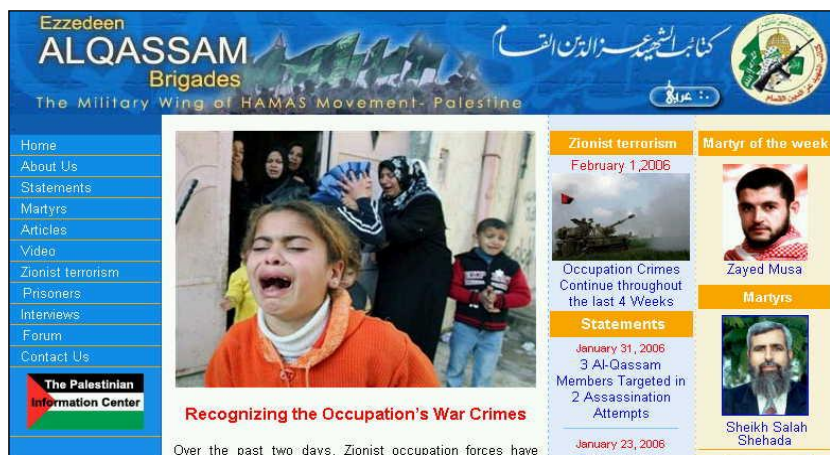 Ezzedeen
ALQASSAM
Brigades
The Military Wing of HAMAS Movement- Palestine
كتائب الشهيد عز الدين القسام
عربي
Home
About Us
Statements
Martyrs
Articles
Video
Zionist terrorism
Prisoners
Interviews
Forum
Contact Us
The Palestinian
Information Center
Recognizing the Occupation's War Crimes
Over the past two days, Zionist occupation forces have
Zionist terrorism
February 1,2006
Occupation Crimes
Continue throughout
the last 4 Weeks
Statements
January 31, 2006
3 Al-Qassam
Members Targeted in
2 Assassination
Attempts
January 23, 2006
Martyr of the week
Zayed Musa
Martyrs
Sheikh Salah
Shehada